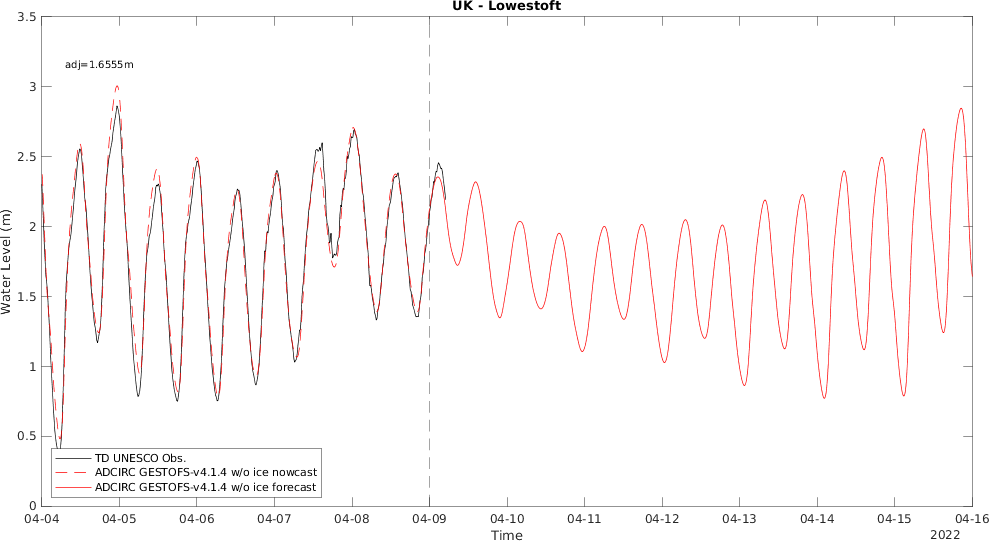 UK - Lowestoft
adj=1.6555m
Water Level (m)
3.5
3
2.5
2
1.5
1
0.5
0
TD UNESCO Obs.
ADCIRC GESTOFS-v4.1.4 w/o ice nowcast
ADCIRC GESTOFS-v4.1.4 w/o ice forecast
04-04 04-05 04-06 04-07 04-08 04-09 04-10 04-11 04-12 04-13 04-14 04-15 04-16
Time
2022